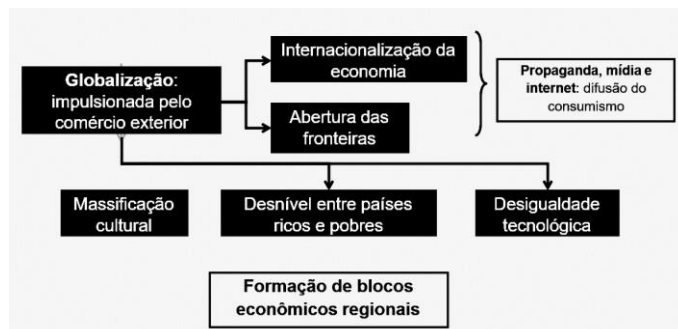 Globalização:
impulsionada pelo
comércio exterior
Internacionalização da
economia
Abertura das
fronteiras
Propaganda, mídia e
internet: difusão do
consumismo
Massificação
cultural
Desnível entre países
ricos e pobres
Desigualdade
tecnológica
Formação de blocos
econômicos regionais